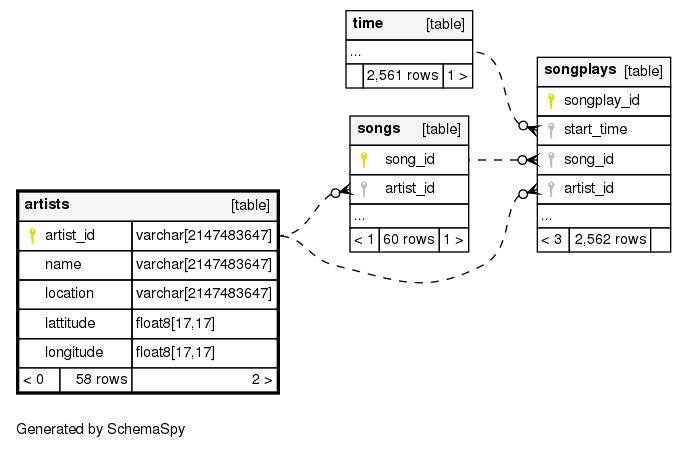 time [table]
...
2,561 rows 1 >
songplays [table]
songplay_id
start_time
song_id
artist_id
...
< 3 2,562 rows
songs [table]
song_id
artist_id
...
< 1 60 rows 1 >
artists [table]
artist_id varchar[2147483647]
name varchar[2147483647]
location varchar[2147483647]
lattitude float8[17,17]
longitude float8[17,17]
< 0 58 rows 2 >
Generated by SchemaSpy